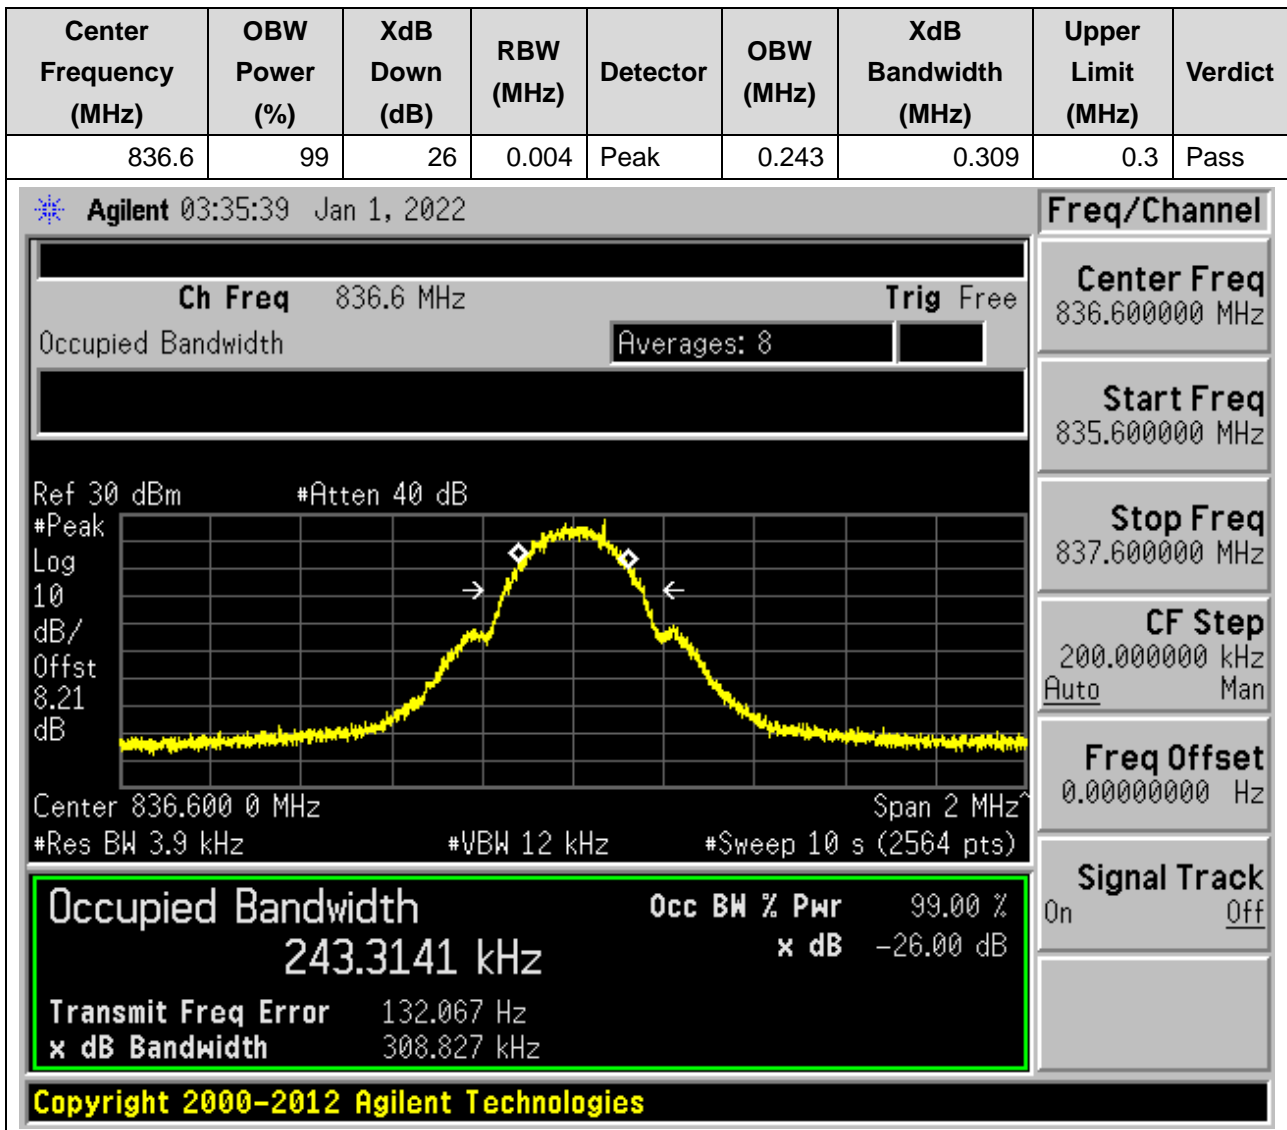 Center Frequency (MHz) OBW Power (%) XdB Down (dB) RBW (MHz) Detector OBW (MHz) XdB Bandwidth (MHz) Upper Limit (MHz) Verdict
836.6 99 26 0.004 Peak 0.243 0.309 0.3 Pass
Agilent 03:35:39 Jan 1, 2022
Freq/Channel
Ch Freq 836.6 MHz Trig Free
Occupied Bandwidth Averages: 8
Center Freq
836.600000 MHz
Start Freq
835.600000 MHz
Stop Freq
837.600000 MHz
CF Step
200.000000 kHz
Auto Man
Freq Offset
0.00000000 Hz
Signal Track
On Off
Ref 30 dBm #Atten 40 dB
#Peak
Log
10
dB/
Offst
8.21
dB
Center 836.600 0 MHz Span 2 MHz^
#Res BW 3.9 kHz #VBW 12 kHz #Sweep 10 s (2564 pts)
Occupied Bandwidth Occ BW % Pwr 99.00 %
243.3141 kHz x dB -26.00 dB
Transmit Freq Error 132.067 Hz
x dB Bandwidth 308.827 kHz
Copyright 2000-2012 Agilent Technologies